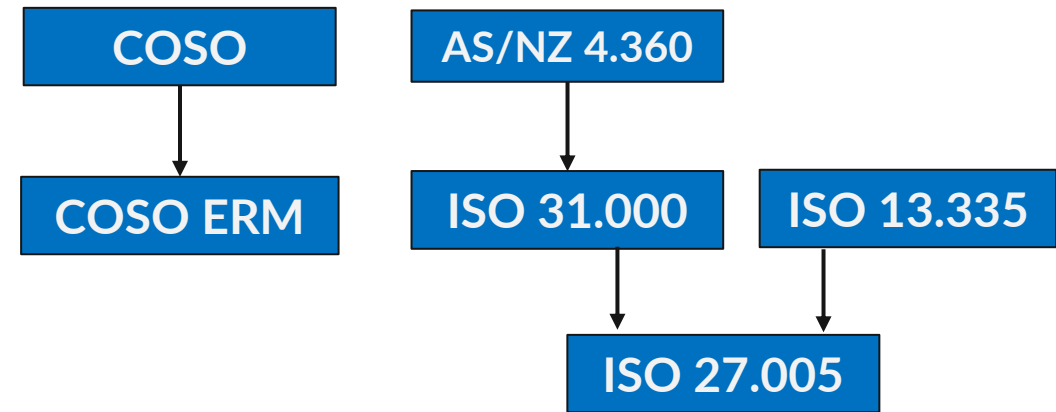 COSO
AS/NZ 4.360
COSO ERM
ISO 31.000
ISO 13.335
ISO 27.005